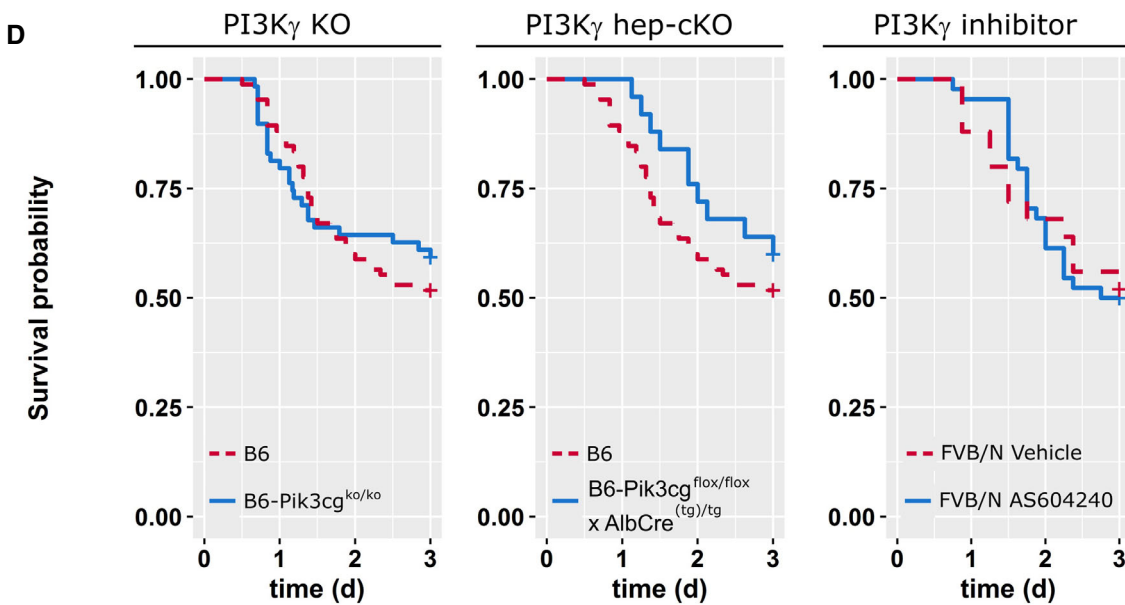 D
PI3Kγ KO
PI3Kγ hep-cKO
PI3Kγ inhibitor
Survival probability
1.00
0.75
0.50
0.25
0.00
B6
B6-Pik3cg^ko/ko
0 1 2 3
time (d)
1.00
0.75
0.50
0.25
0.00
B6
B6-Pik3cg^flox/flox
x AlbCre^(tg)/tg
0 1 2 3
time (d)
1.00
0.75
0.50
0.25
0.00
FVB/N Vehicle
FVB/N AS604240
0 1 2 3
time (d)